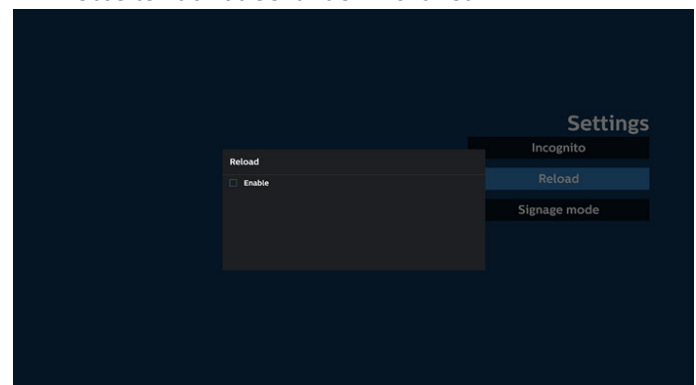 Settings
Incognito
Reload
Enable
Reload
Signage mode